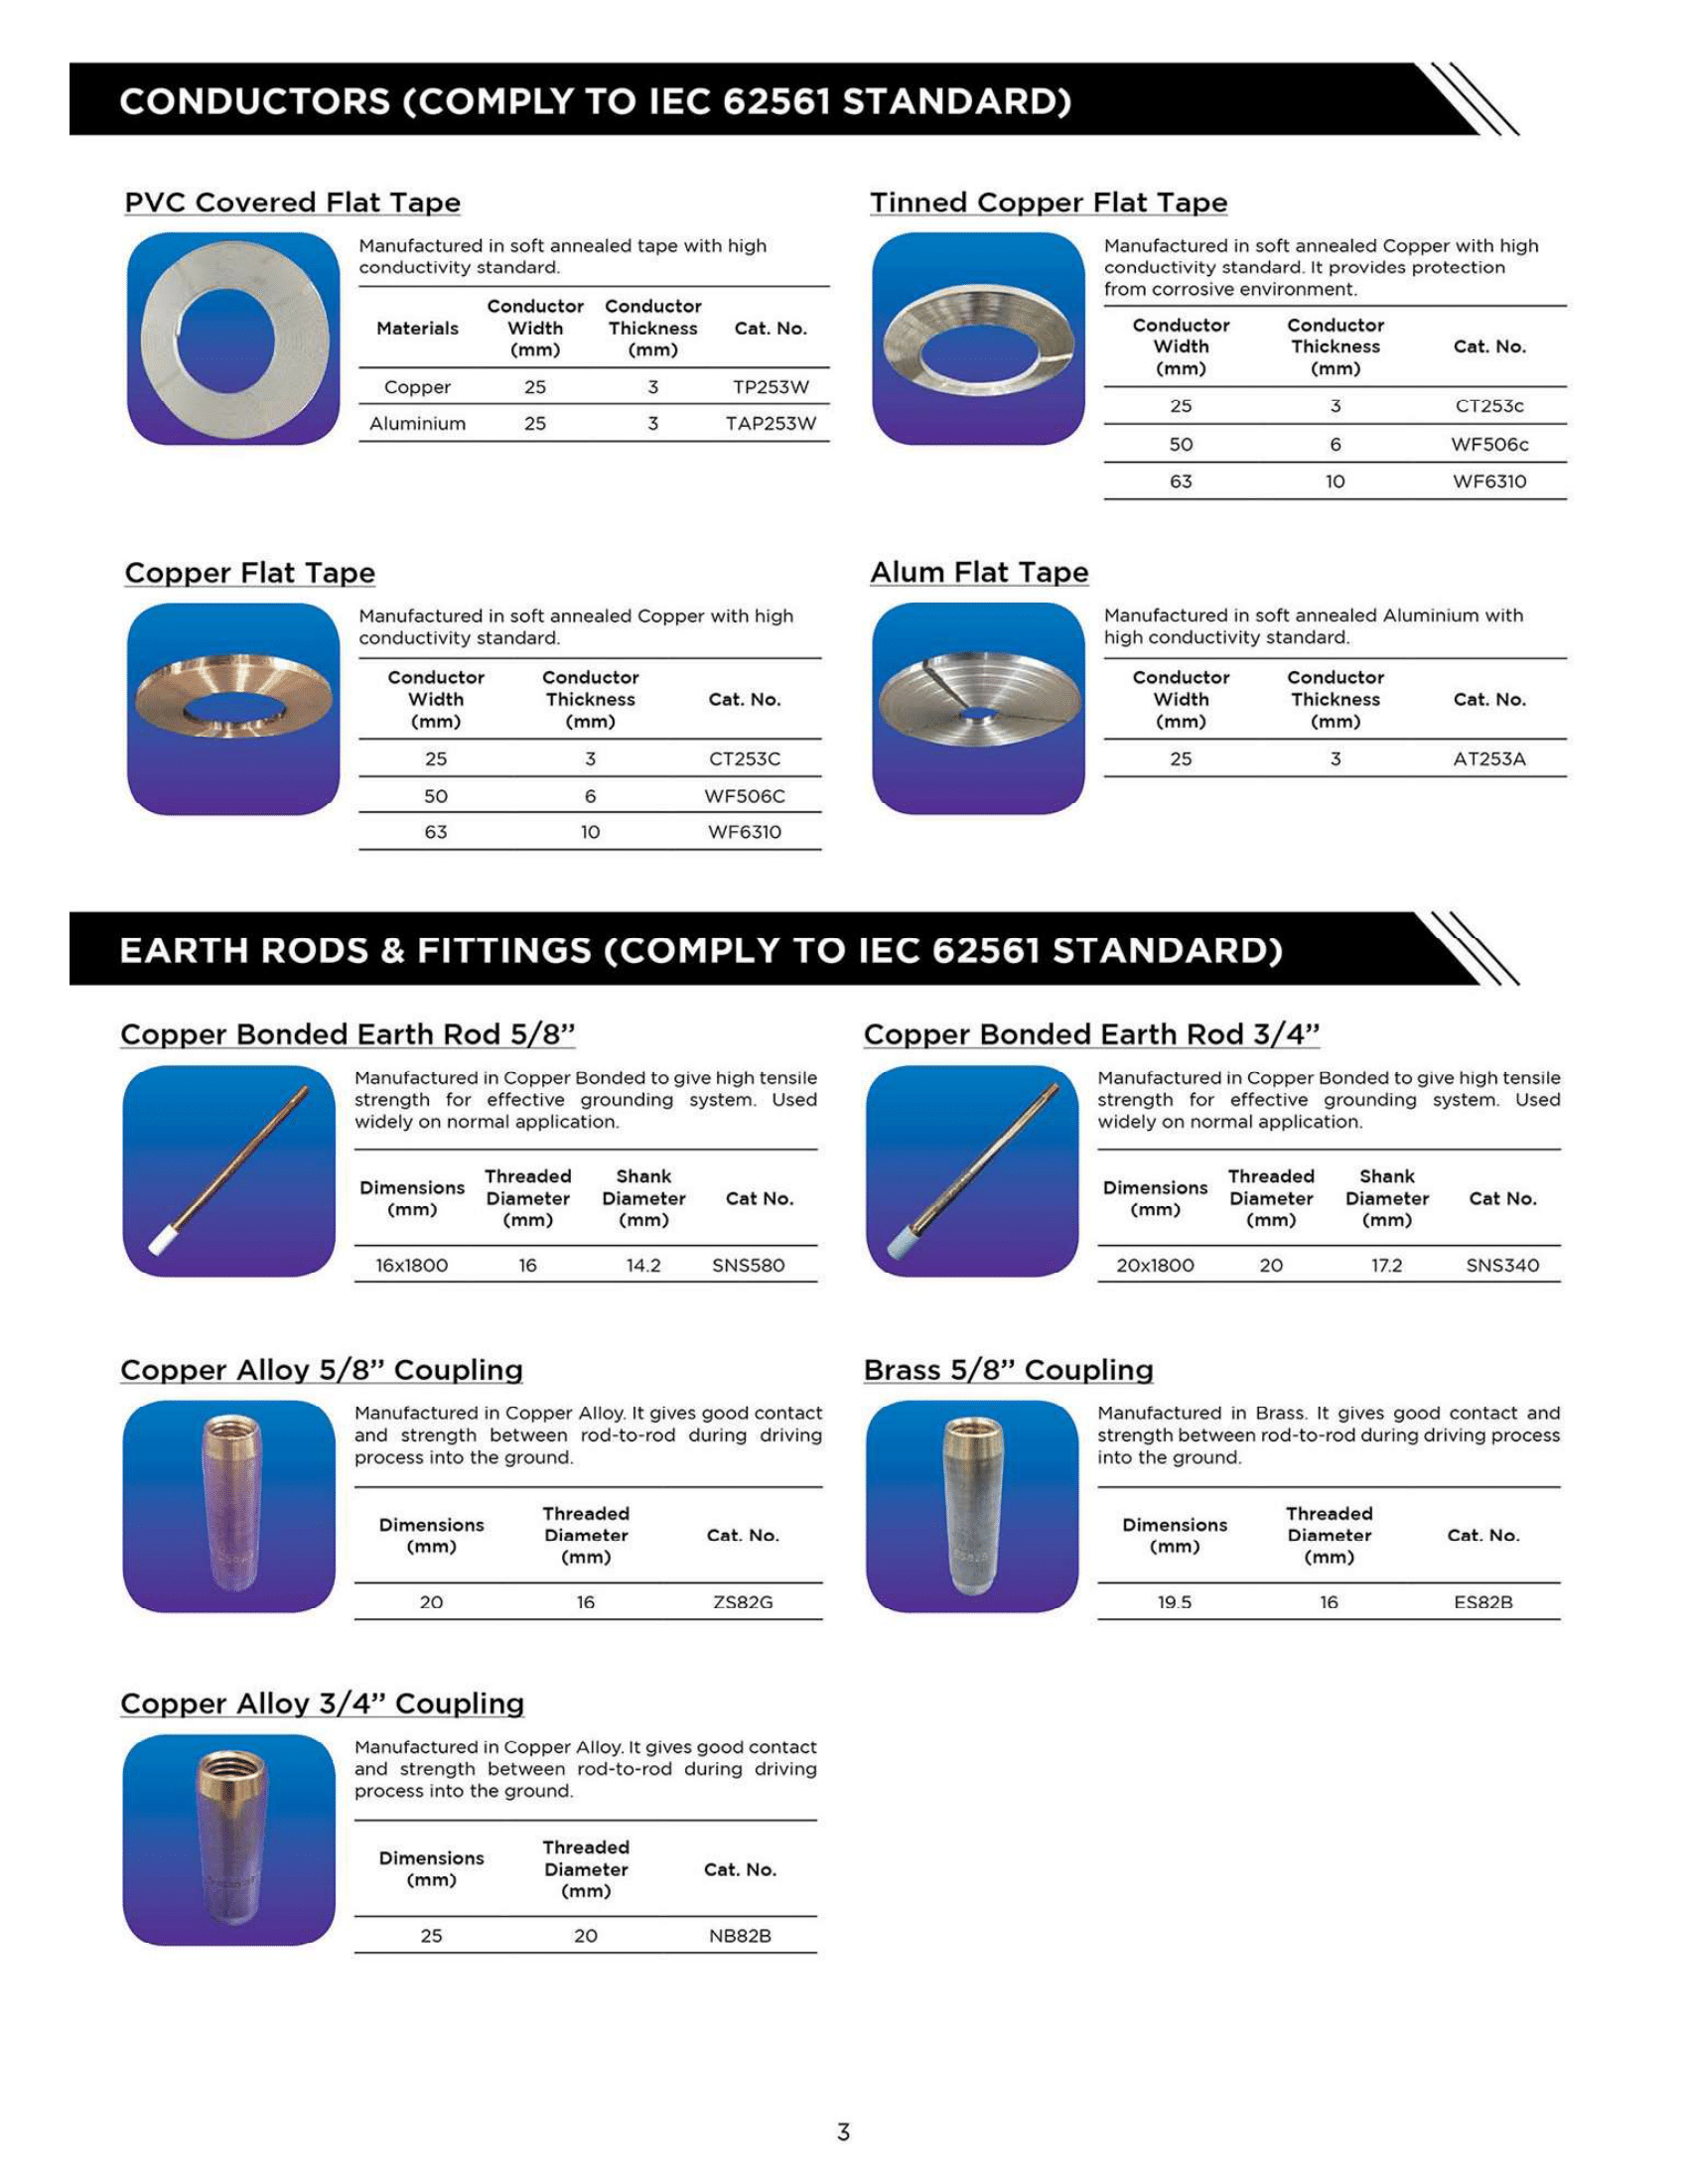 CONDUCTORS (COMPLY TO IEC 62561 STANDARD)
PVC Covered Flat Tape
Manufactured in soft annealed tape with high
conductivity standard.
Materials Conductor Width (mm) Conductor Thickness (mm) Cat. No.
Copper 25 3 TP253W
Aluminium 25 3 TAP253W
Tinned Copper Flat Tape
Manufactured in soft annealed Copper with high
conductivity standard. It provides protection
from corrosive environment.
Conductor Width (mm) Conductor Thickness (mm) Cat. No.
25 3 CT253c
50 6 WF506c
63 10 WF6310
Copper Flat Tape
Manufactured in soft annealed Copper with high
conductivity standard.
Conductor Width (mm) Conductor Thickness (mm) Cat. No.
25 3 CT253C
50 6 WF506C
63 10 WF6310
Alum Flat Tape
Manufactured in soft annealed Aluminium with
high conductivity standard.
Conductor Width (mm) Conductor Thickness (mm) Cat. No.
25 3 AT253A
EARTH RODS & FITTINGS (COMPLY TO IEC 62561 STANDARD)
Copper Bonded Earth Rod 5/8”
Manufactured in Copper Bonded to give high tensile
strength for effective grounding system. Used
widely on normal application.
Dimensions (mm) Threaded Diameter (mm) Shank Diameter (mm) Cat No.
16x1800 16 14.2 SNS580
Copper Bonded Earth Rod 3/4”
Manufactured in Copper Bonded to give high tensile
strength for effective grounding system. Used
widely on normal application.
Dimensions (mm) Threaded Diameter (mm) Shank Diameter (mm) Cat No.
20x1800 20 17.2 SNS340
Copper Alloy 5/8” Coupling
Manufactured in Copper Alloy. It gives good contact
and strength between rod-to-rod during driving
process into the ground.
Dimensions (mm) Threaded Diameter (mm) Cat. No.
20 16 ZS82G
Brass 5/8” Coupling
Manufactured in Brass. It gives good contact and
strength between rod-to-rod during driving process
into the ground.
Dimensions (mm) Threaded Diameter (mm) Cat. No.
19.5 16 ES82B
Copper Alloy 3/4” Coupling
Manufactured in Copper Alloy. It gives good contact
and strength between rod-to-rod during driving
process into the ground.
Dimensions (mm) Threaded Diameter (mm) Cat. No.
25 20 NB82B
3